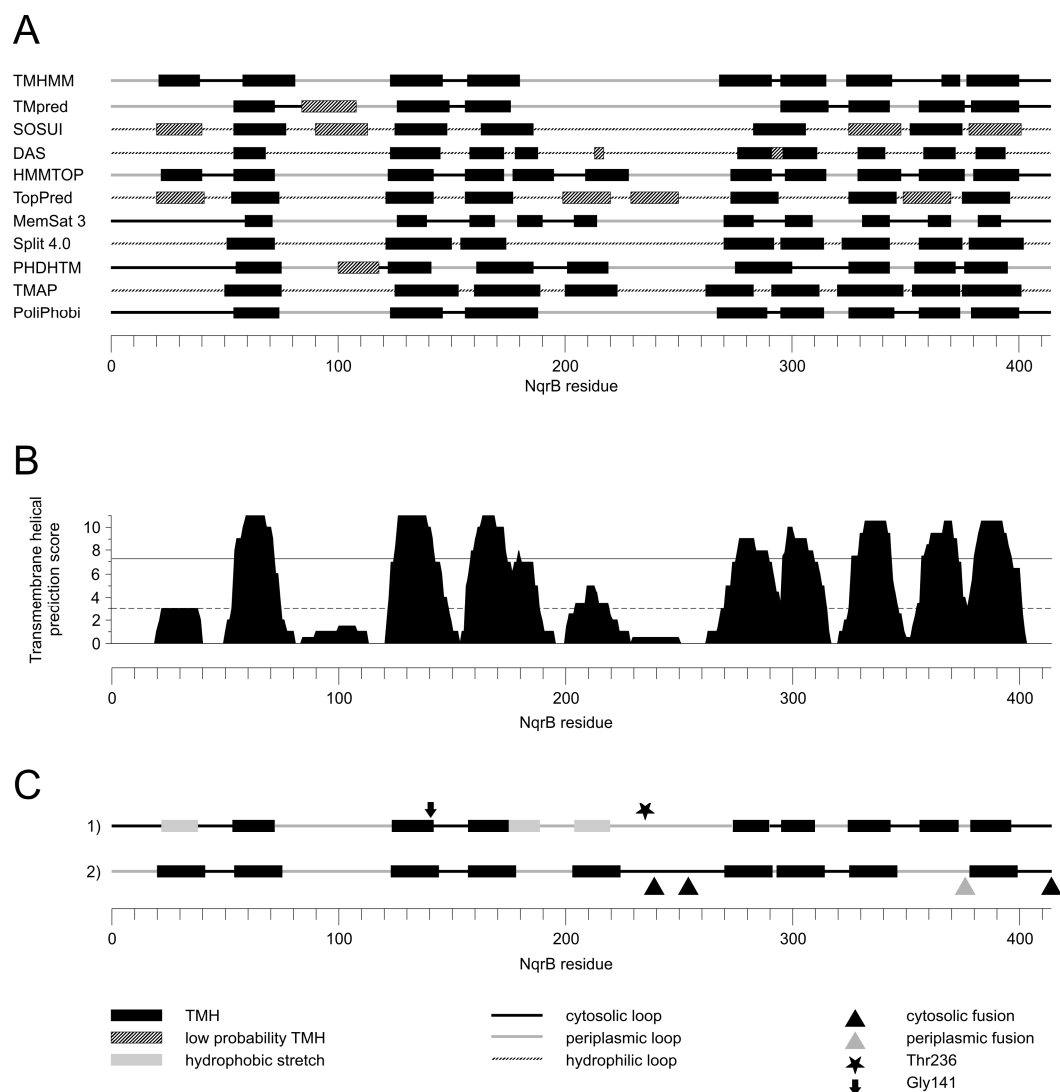 A
TMHMM
TMpred
SOSUI
DAS
HMMTOP
TopPred
MemSat 3
Split 4.0
PHDHTM
TMAP
PoliPhobi
0 100 200 300 400
NqrB residue
B
Transmembrane helical
prediction score
10
8
6
4
2
0
0 100 200 300 400
NqrB residue
C
1)
2)
0 100 200 300 400
NqrB residue
TMH cytosolic loop cytosolic fusion
low probability TMH periplasmic loop periplasmic fusion
hydrophobic stretch hydrophilic loop Thr236
Gly141